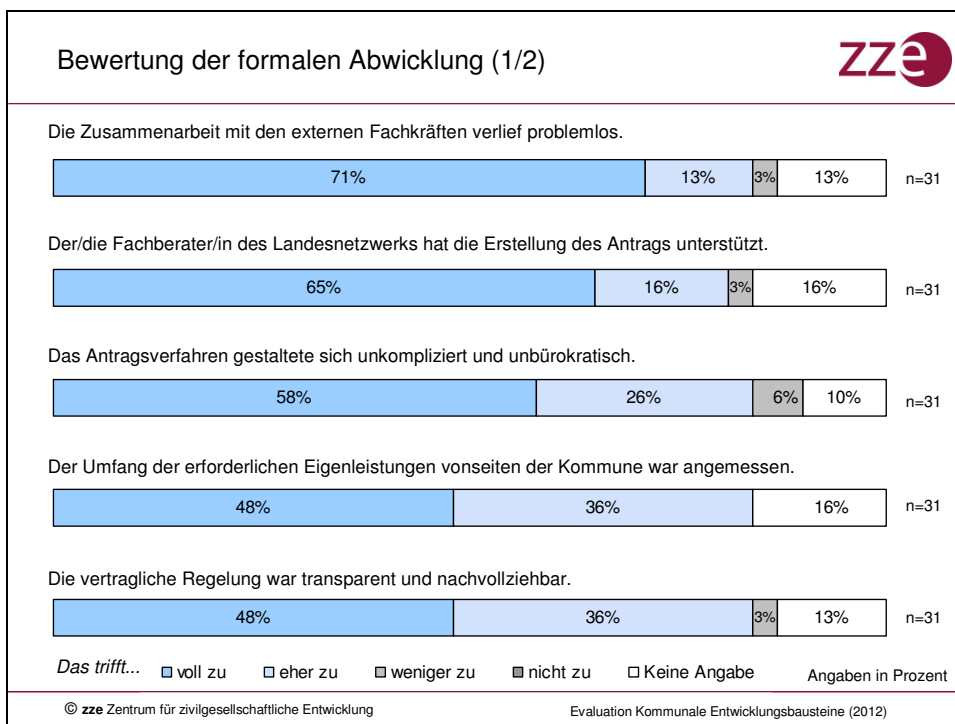 Bewertung der formalen Abwicklung (1/2)
zze
Die Zusammenarbeit mit den externen Fachkräften verlief problemlos.
71% 13% 3% 13% n=31
Der/die Fachberater/in des Landesnetzwerks hat die Erstellung des Antrags unterstützt.
65% 16% 3% 16% n=31
Das Antragsverfahren gestaltete sich unkompliziert und unbürokratisch.
58% 26% 6% 10% n=31
Der Umfang der erforderlichen Eigenleistungen vonseiten der Kommune war angemessen.
48% 36% 16% n=31
Die vertragliche Regelung war transparent und nachvollziehbar.
48% 36% 3% 13% n=31
Das trifft... voll zu eher zu weniger zu nicht zu Keine Angabe Angaben in Prozent
© zze Zentrum für zivilgesellschaftliche Entwicklung Evaluation Kommunale Entwicklungsbausteine (2012)